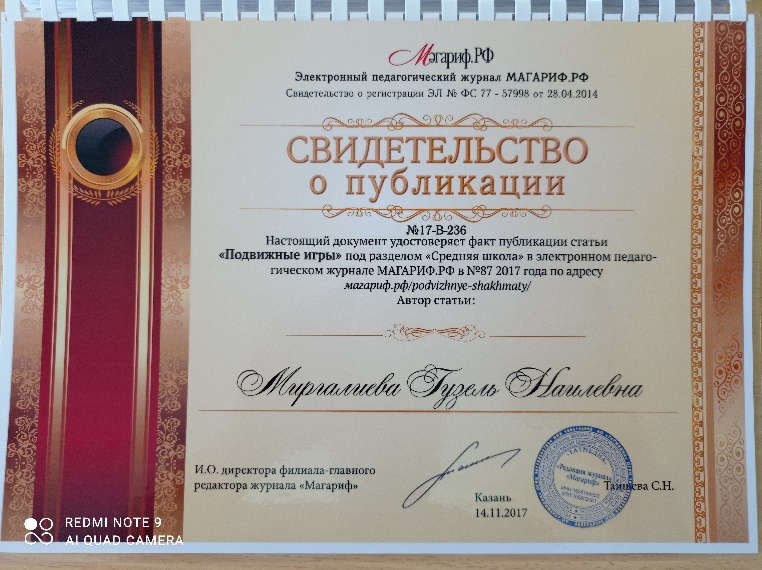 Мәгариф.РФ
Электронный педагогический журнал МАГАРИФ.РФ
Свидетельство о регистрации ЭЛ № ФС 77 - 57998 от 28.04.2014
СВИДЕТЕЛЬСТВО
о публикации
№17-В-236
Настоящий документ удостоверяет факт публикации статьи
«Подвижные игры» под разделом «Средняя школа» в электронном педаго-
гическом журнале МАГАРИФ.РФ в №87 2017 года по адресу
магариф.рф/podvizhnye-shakhmaty/
Автор статьи:
Миргалиева Гузель Наилевна
И.О. директора филиала-главного
редактора журнала «Магариф»
Казань
14.11.2017
«Редакция журнала
«Магариф»
Таишева С.Н.
REDMI NOTE 9
AI QUAD CAMERA